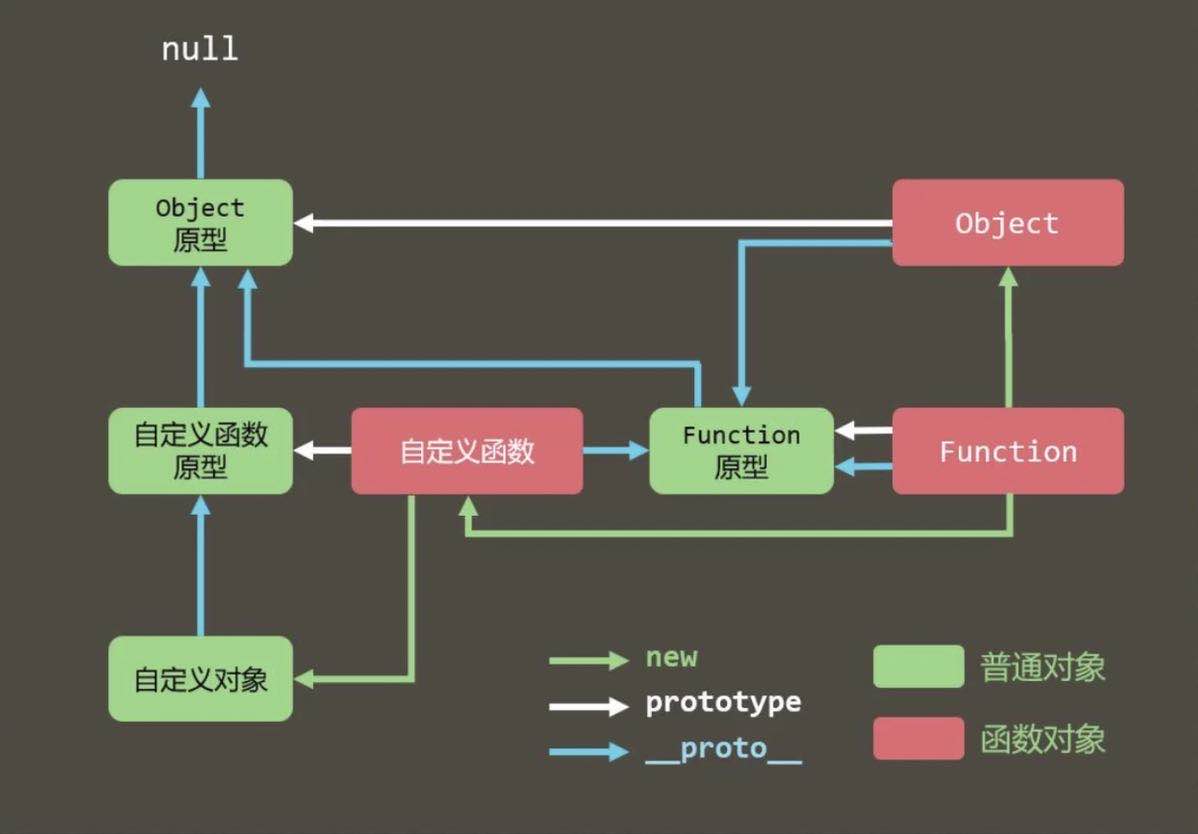 null
Object
原型
Object
自定义函数
原型
自定义函数
Function
原型
Function
自定义对象
new
prototype
__proto__
普通对象
函数对象